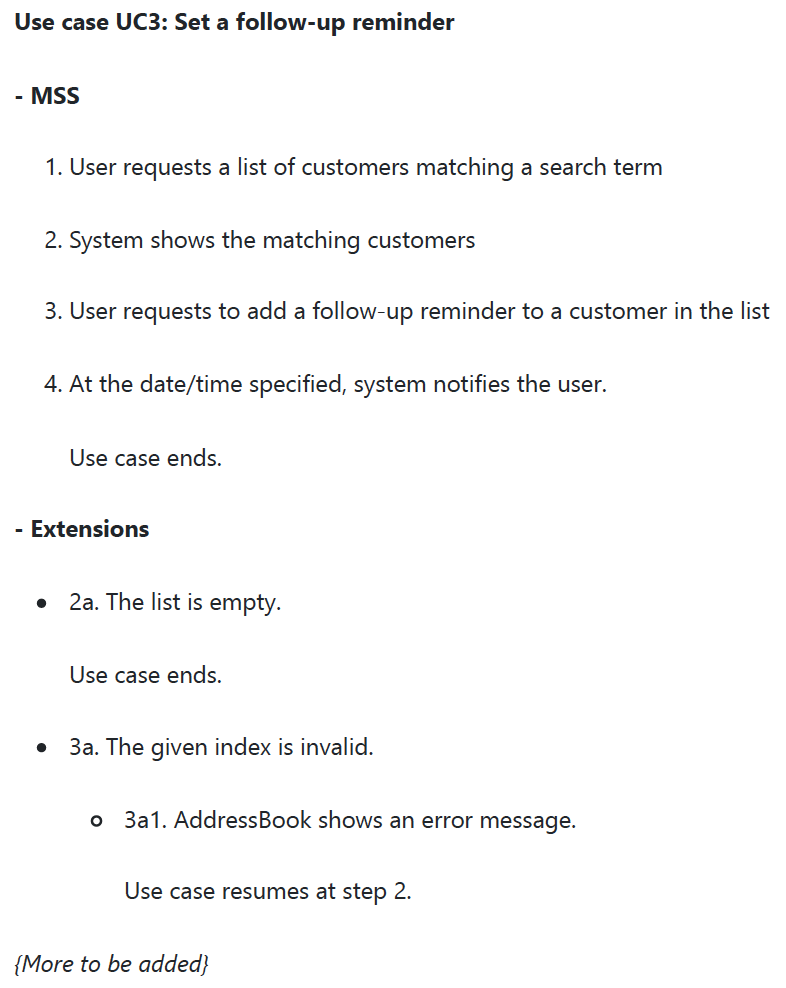 Use case UC3: Set a follow-up reminder
- MSS
1. User requests a list of customers matching a search term
2. System shows the matching customers
3. User requests to add a follow-up reminder to a customer in the list
4. At the date/time specified, system notifies the user.
Use case ends.
- Extensions
• 2a. The list is empty.
Use case ends.
• 3a. The given index is invalid.
○ 3a1. AddressBook shows an error message.
Use case resumes at step 2.
{More to be added}